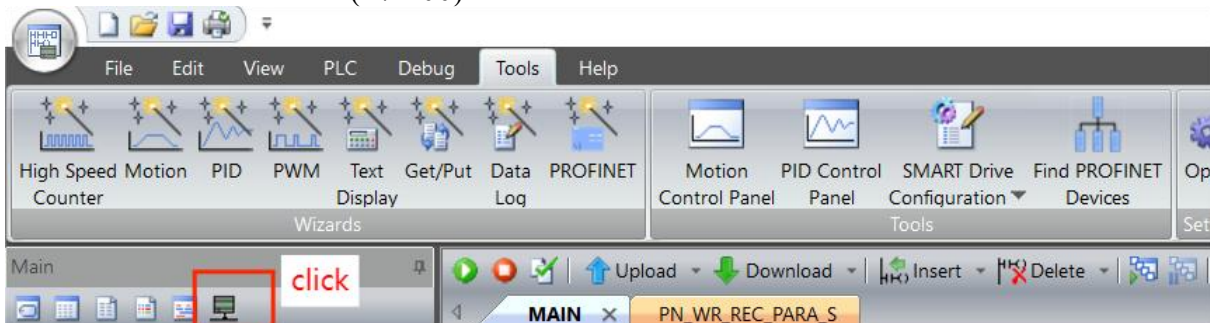 File Edit View PLC Debug Tools Help
High Speed Motion PID PWM Text Get/Put Data PROFINET Motion PID Control SMART Drive Find PROFINET Op
Counter Display Log Control Panel Panel Configuration Devices
Wizards Tools Set
Main click Upload Download Insert Delete
MAIN PN_WR_REC_PARA_S